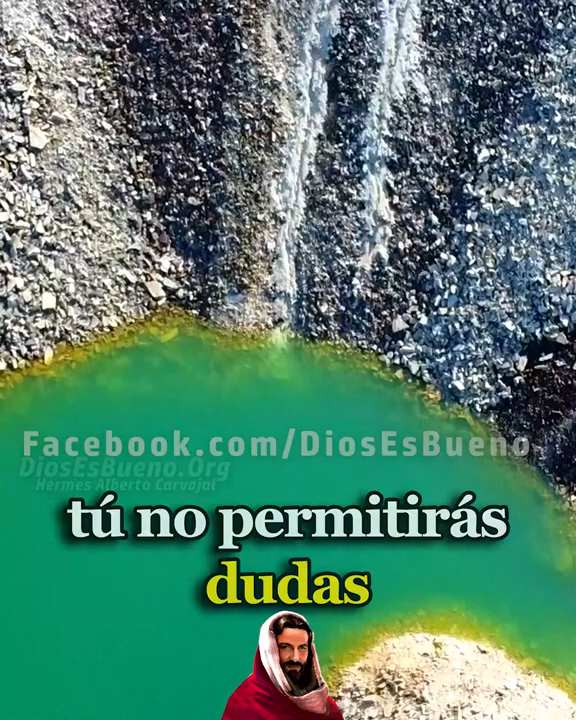 Facebook.com/DiosEsBueno
DiosEsBueno.Org
Hermes Alberto Carvajal
tú no permitirás
dudas